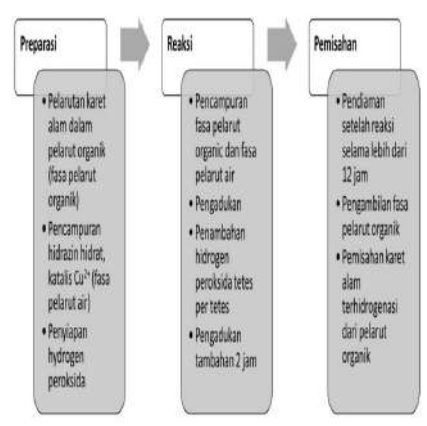 Preparasi
• Pelarutan karet
alam dalam
pelarut organik
(fasa pelarut
organik)
• Pencampuran
hidrazin hidrat,
katalis Cu²⁺ (fasa
pelarut air)
• Penyiapan
hydrogen
peroksida
Reaksi
• Pencampuran
fasa pelarut
organic dan fasa
pelarut air
• Pengadukan
• Penambahan
hidrogen
peroksida tetes
per tetes
• Pengadukan
tambahan 2 jam
Pemisahan
• Pendiaman
setelah reaksi
selama lebih dari
12 jam
• Pengambilan fasa
pelarut organik
• Pemisahan karet
alam
terhidrogenasi
dari pelarut
organik